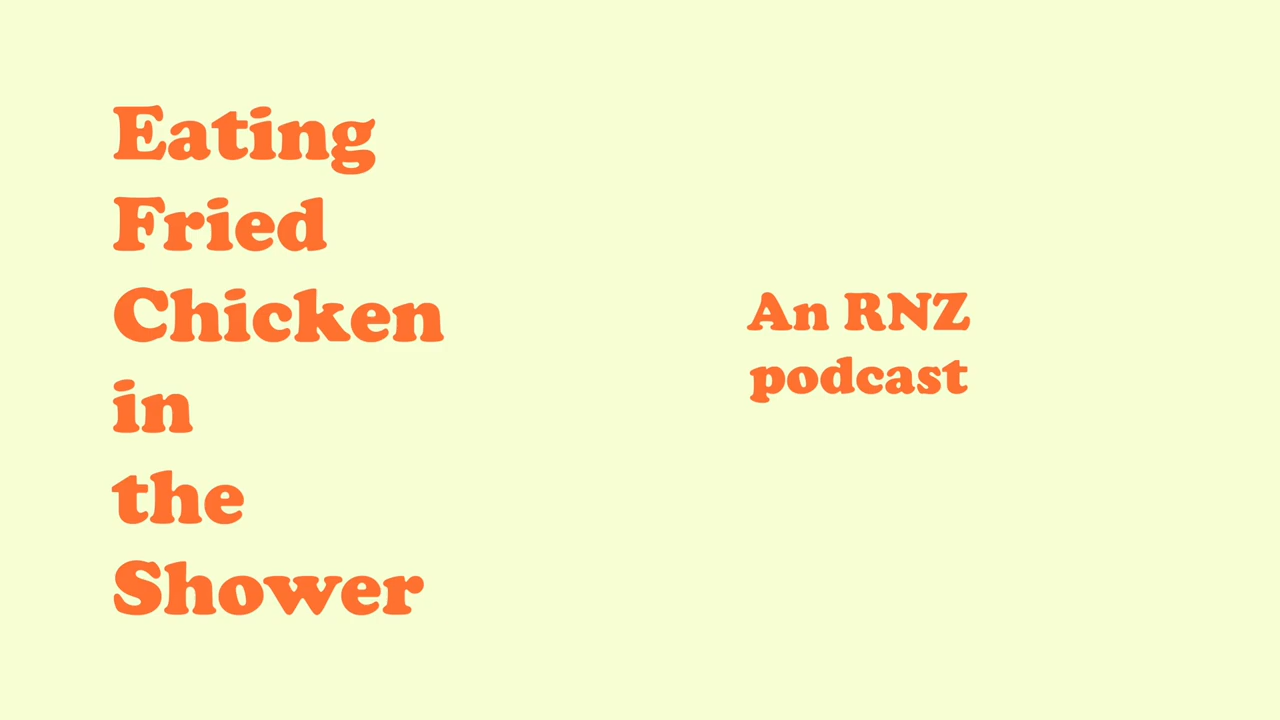 Eating
Fried
Chicken
in
the
Shower
An RNZ
podcast